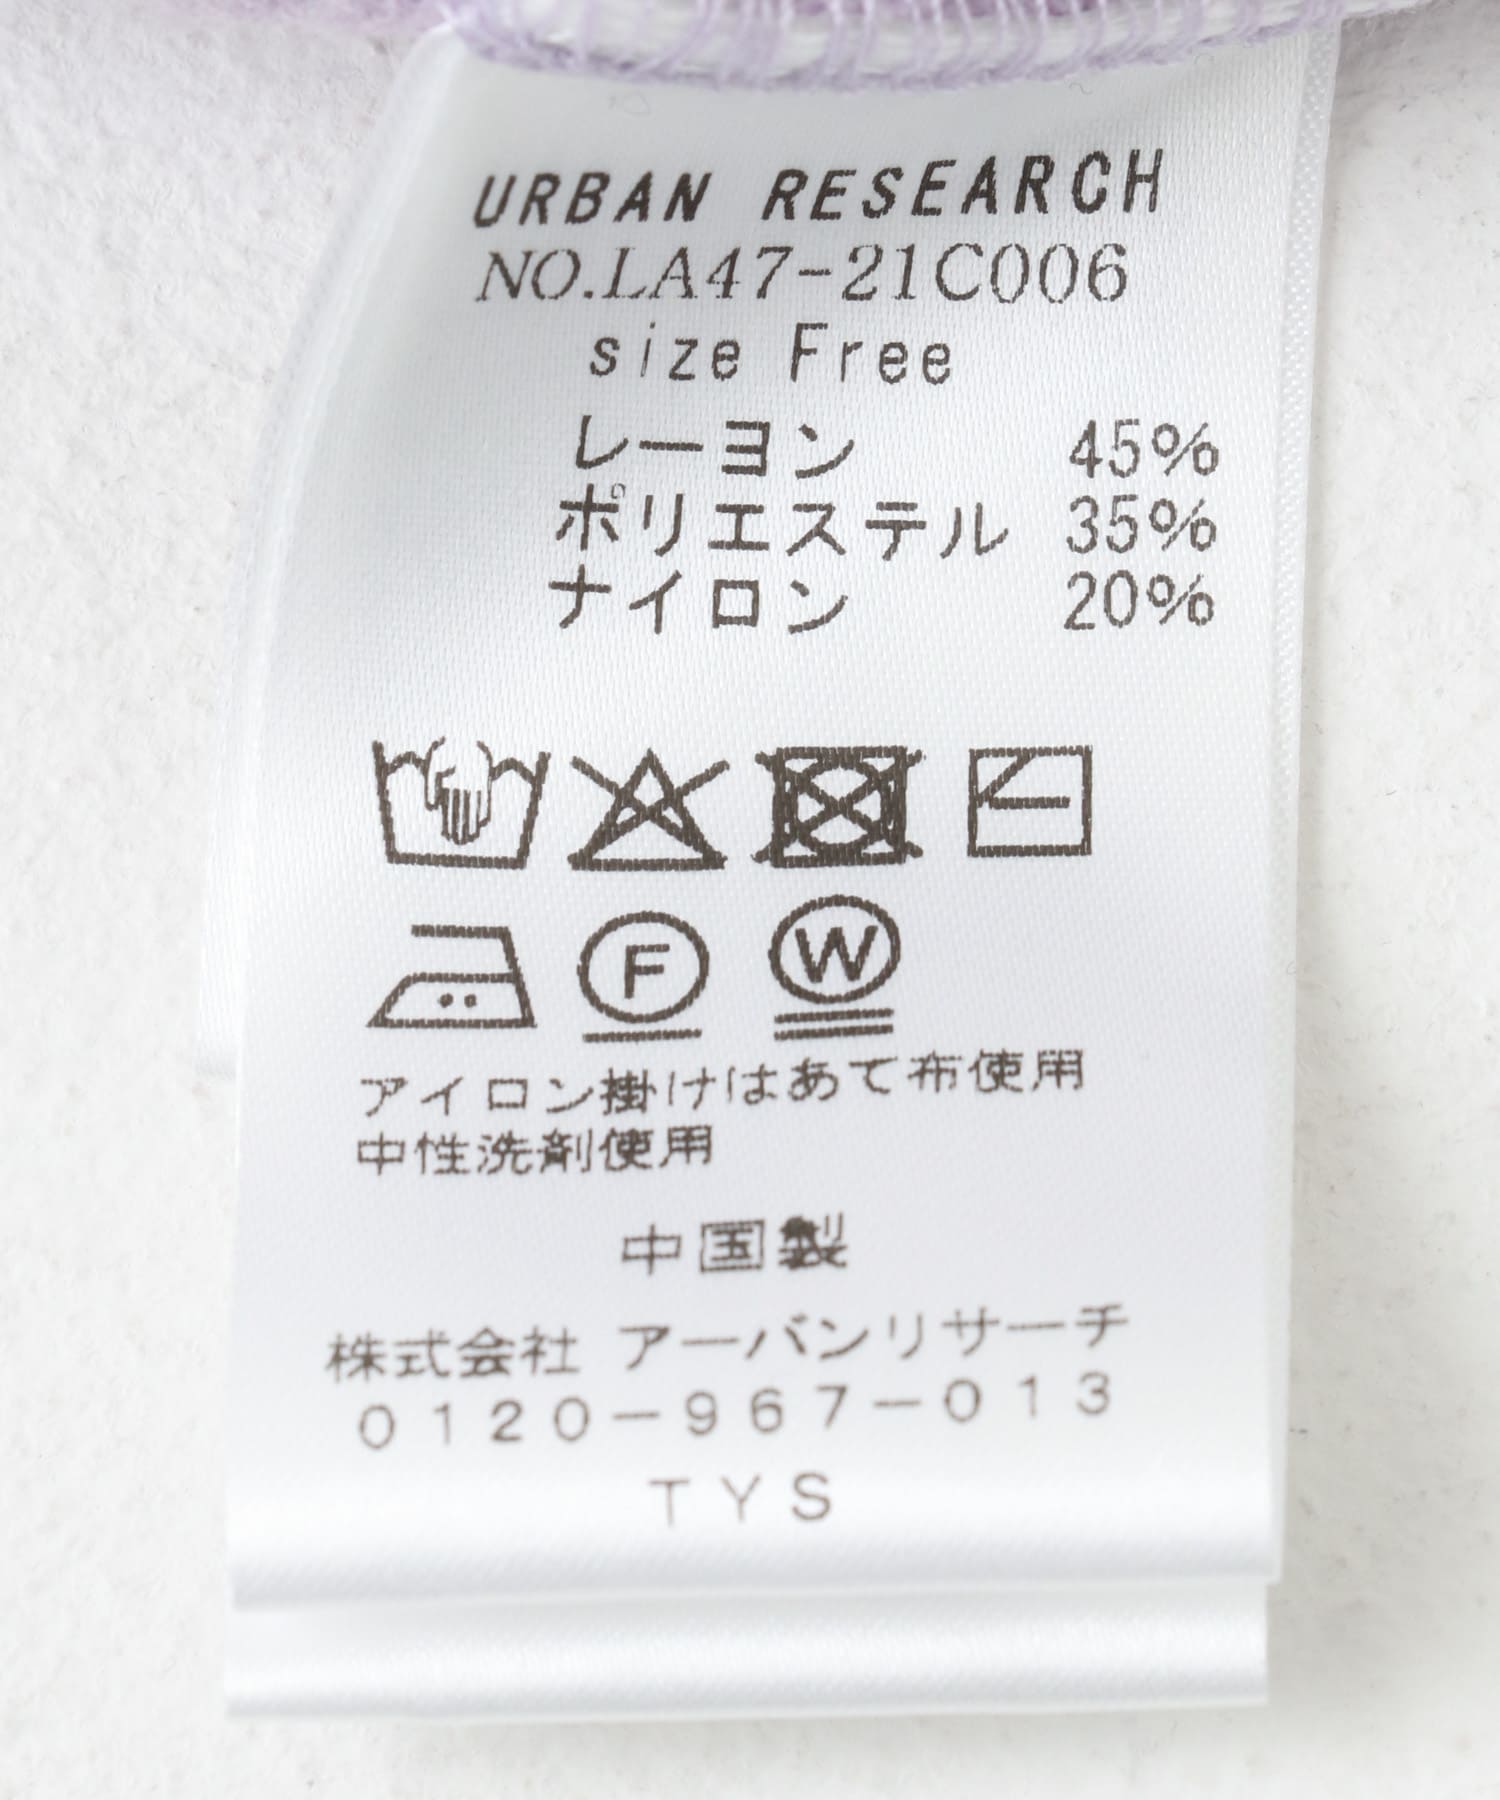 URBAN RESEARCH
NO.LA47-21C006
size Free
レーヨン 45%
ポリエステル 35%
ナイロン 20%
F W
アイロン掛けはあて布使用
中性洗剤使用
中国製
株式会社 アーバンリサーチ
0120-967-013
TYS